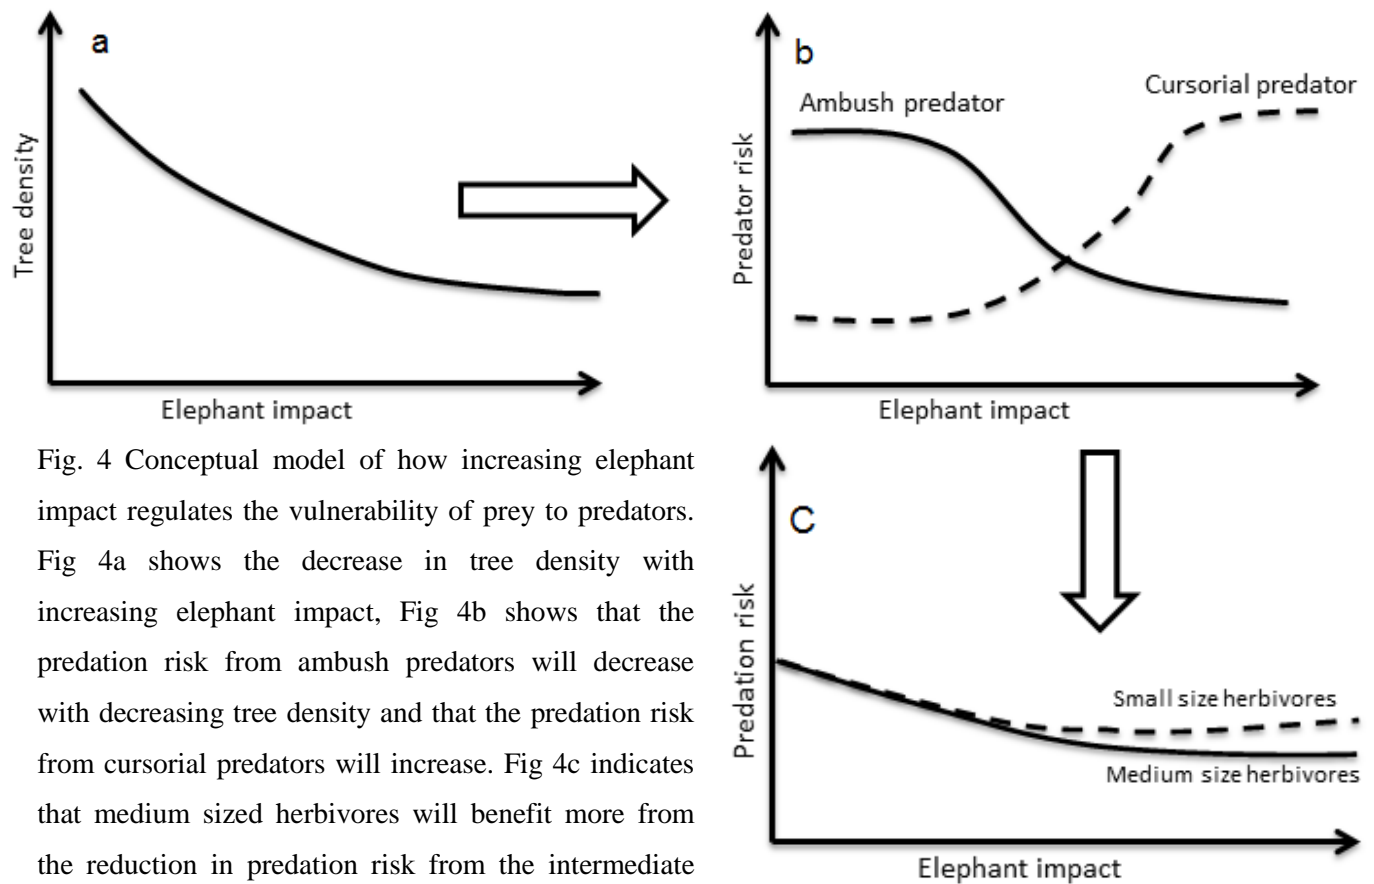 a
Tree density
Elephant impact
b
Ambush predator
Cursorial predator
Predator risk
Elephant impact
Fig. 4 Conceptual model of how increasing elephant
impact regulates the vulnerability of prey to predators.
Fig 4a shows the decrease in tree density with
increasing elephant impact, Fig 4b shows that the
predation risk from ambush predators will decrease
with decreasing tree density and that the predation risk
from cursorial predators will increase. Fig 4c indicates
that medium sized herbivores will benefit more from
the reduction in predation risk from the intermediate
C
Predation risk
Small size herbivores
Medium size herbivores
Elephant impact